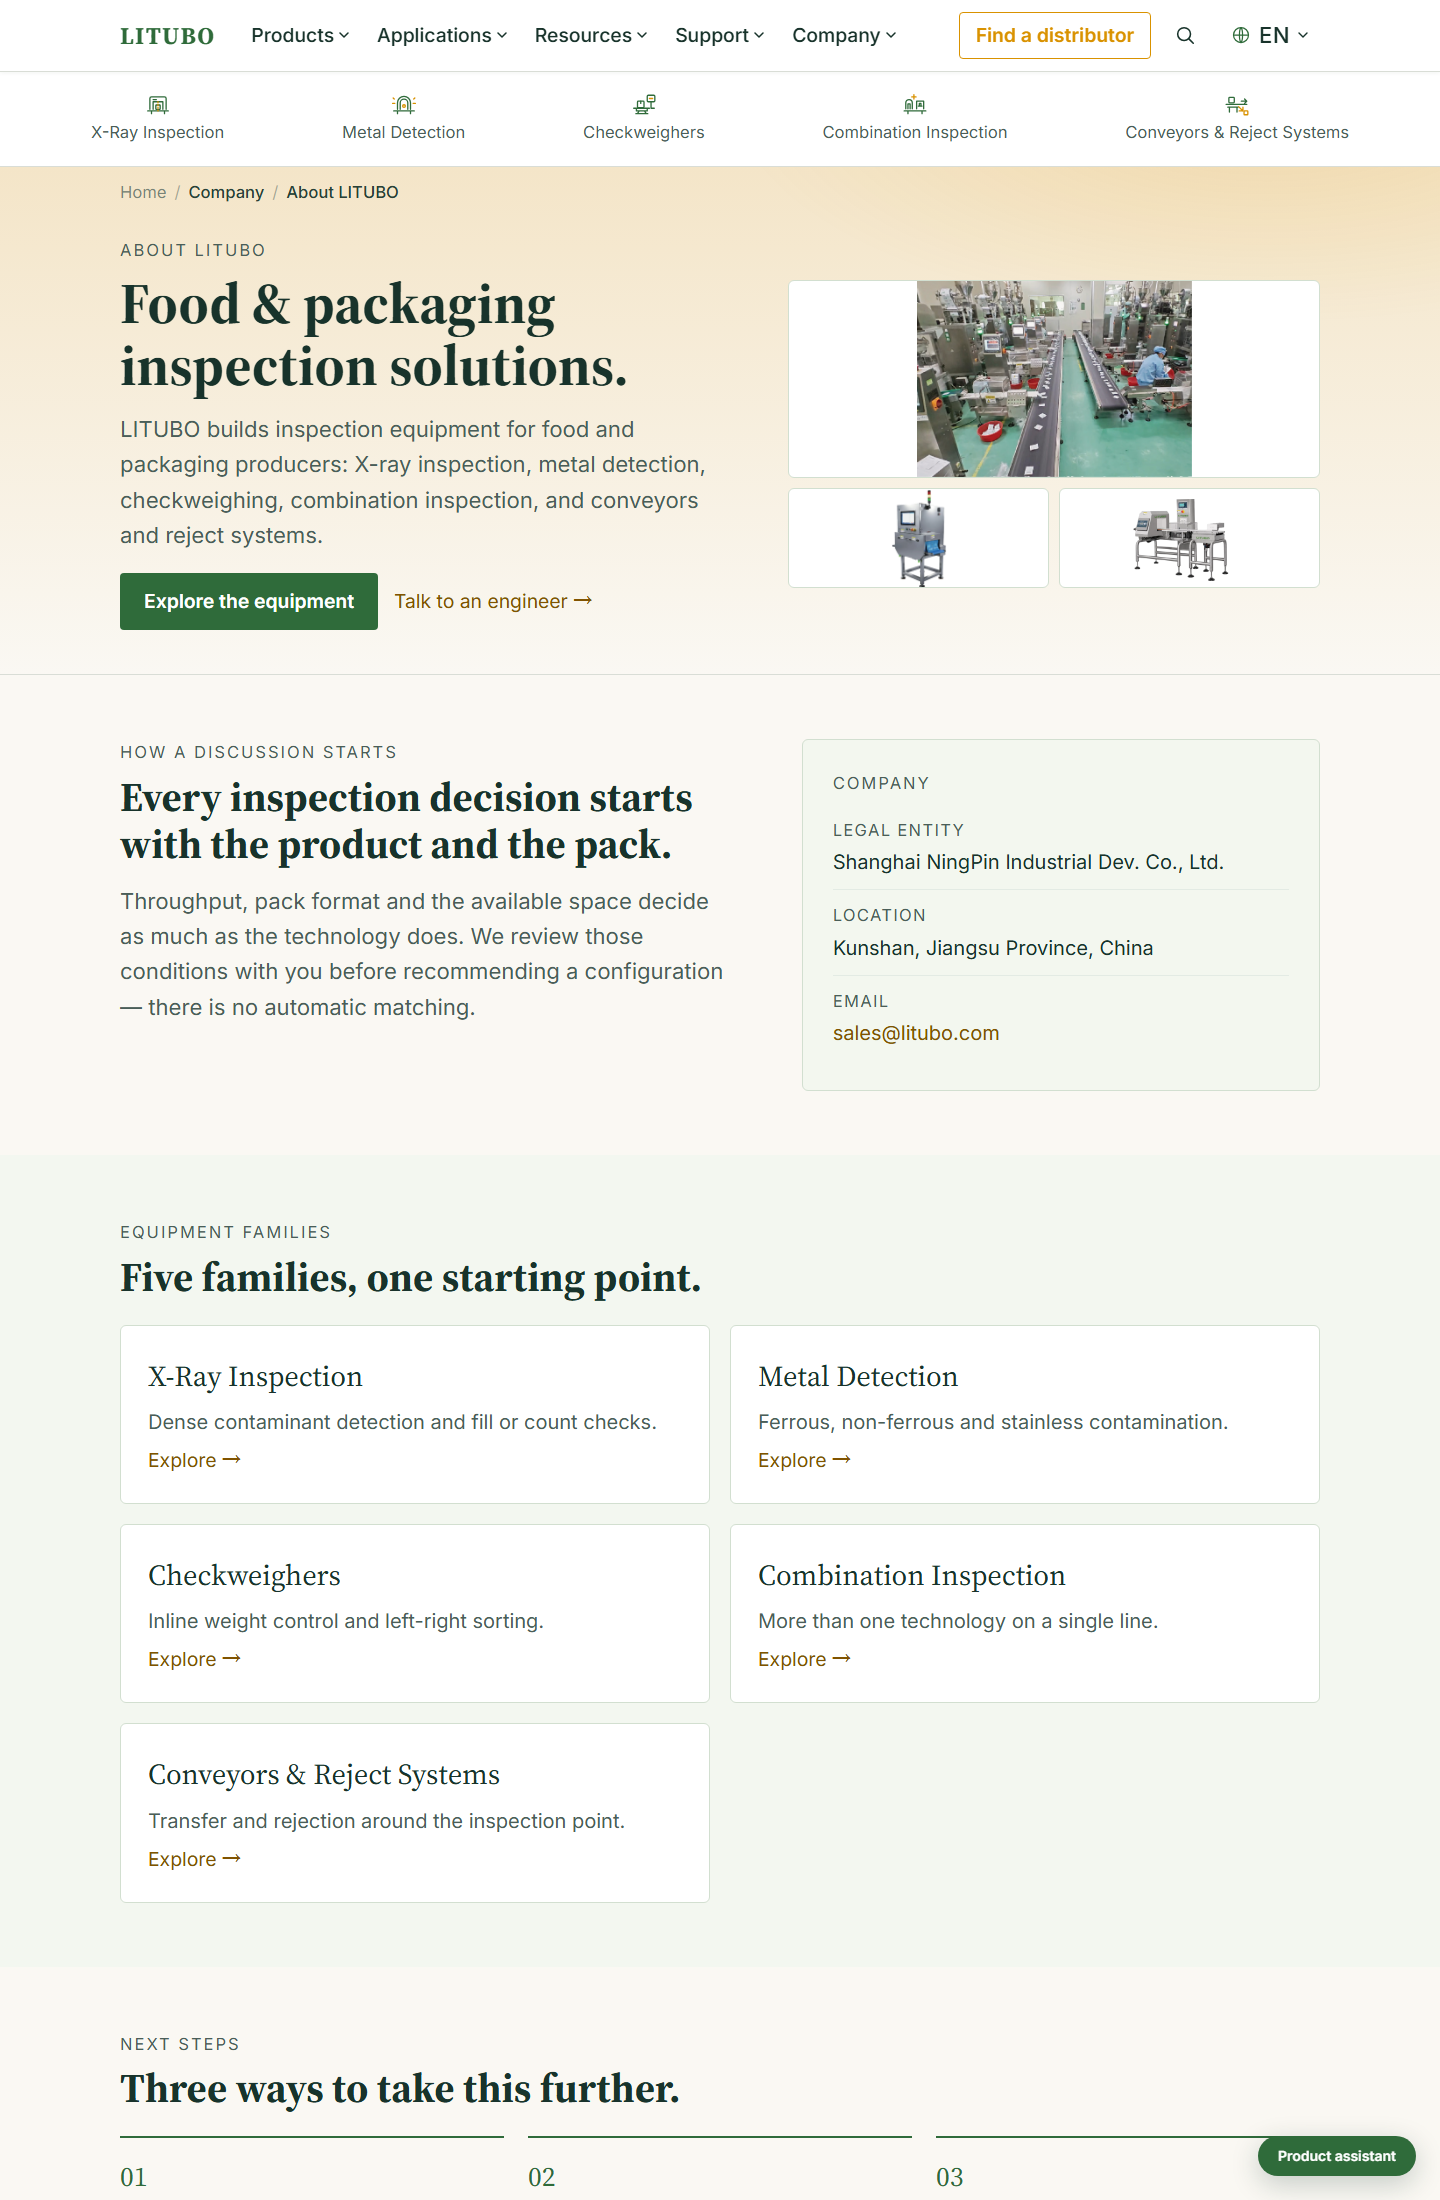 LITUBO
Products
Applications
Resources
Support
Company
Find a distributor
EN
X-Ray Inspection
Metal Detection
Checkweighers
Combination Inspection
Conveyors & Reject Systems
Home / Company / About LITUBO
ABOUT LITUBO
Food & packaging
inspection solutions.
LITUBO builds inspection equipment for food and
packaging producers: X-ray inspection, metal detection,
checkweighing, combination inspection, and conveyors
and reject systems.
Explore the equipment
Talk to an engineer →
HOW A DISCUSSION STARTS
Every inspection decision starts
with the product and the pack.
Throughput, pack format and the available space decide
as much as the technology does. We review those
conditions with you before recommending a configuration
— there is no automatic matching.
COMPANY
LEGAL ENTITY
Shanghai NingPin Industrial Dev. Co., Ltd.
LOCATION
Kunshan, Jiangsu Province, China
EMAIL
sales@litubo.com
EQUIPMENT FAMILIES
Five families, one starting point.
X-Ray Inspection
Dense contaminant detection and fill or count checks.
Explore →
Metal Detection
Ferrous, non-ferrous and stainless contamination.
Explore →
Checkweighers
Inline weight control and left-right sorting.
Explore →
Combination Inspection
More than one technology on a single line.
Explore →
Conveyors & Reject Systems
Transfer and rejection around the inspection point.
Explore →
NEXT STEPS
Three ways to take this further.
01
02
03
Product assistant